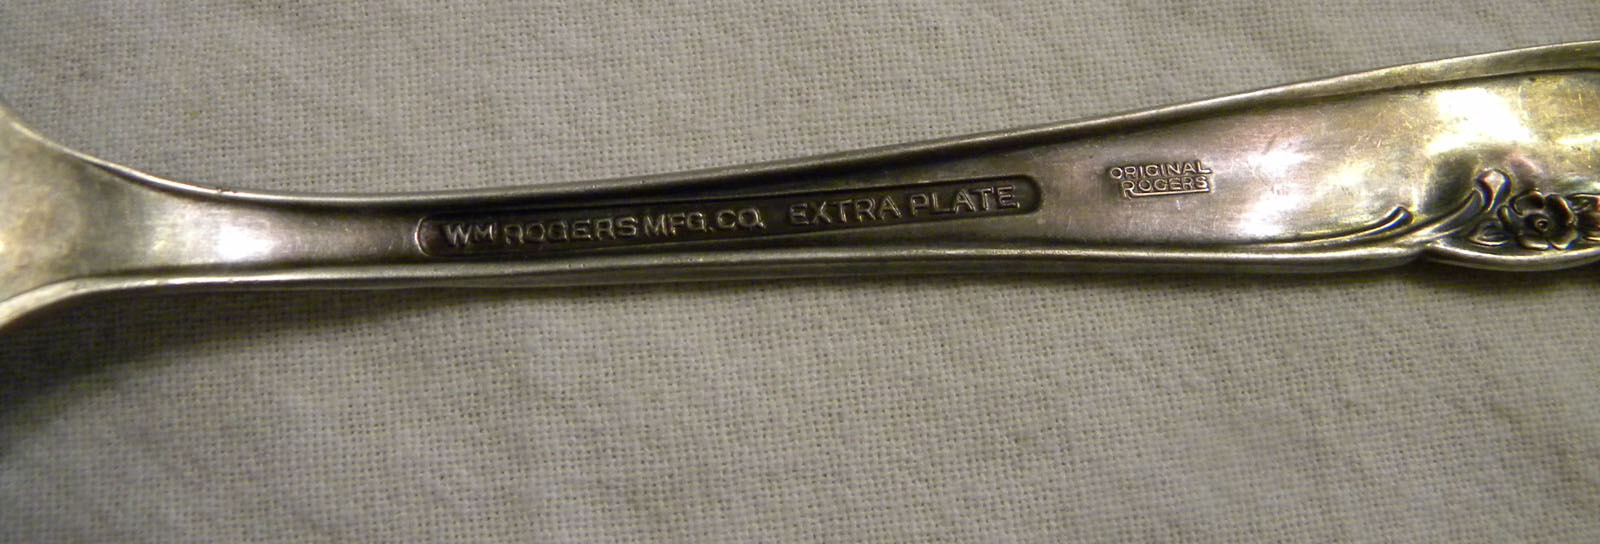 WM ROGERS MFG. CO. EXTRA PLATE
ORIGINAL
ROGERS